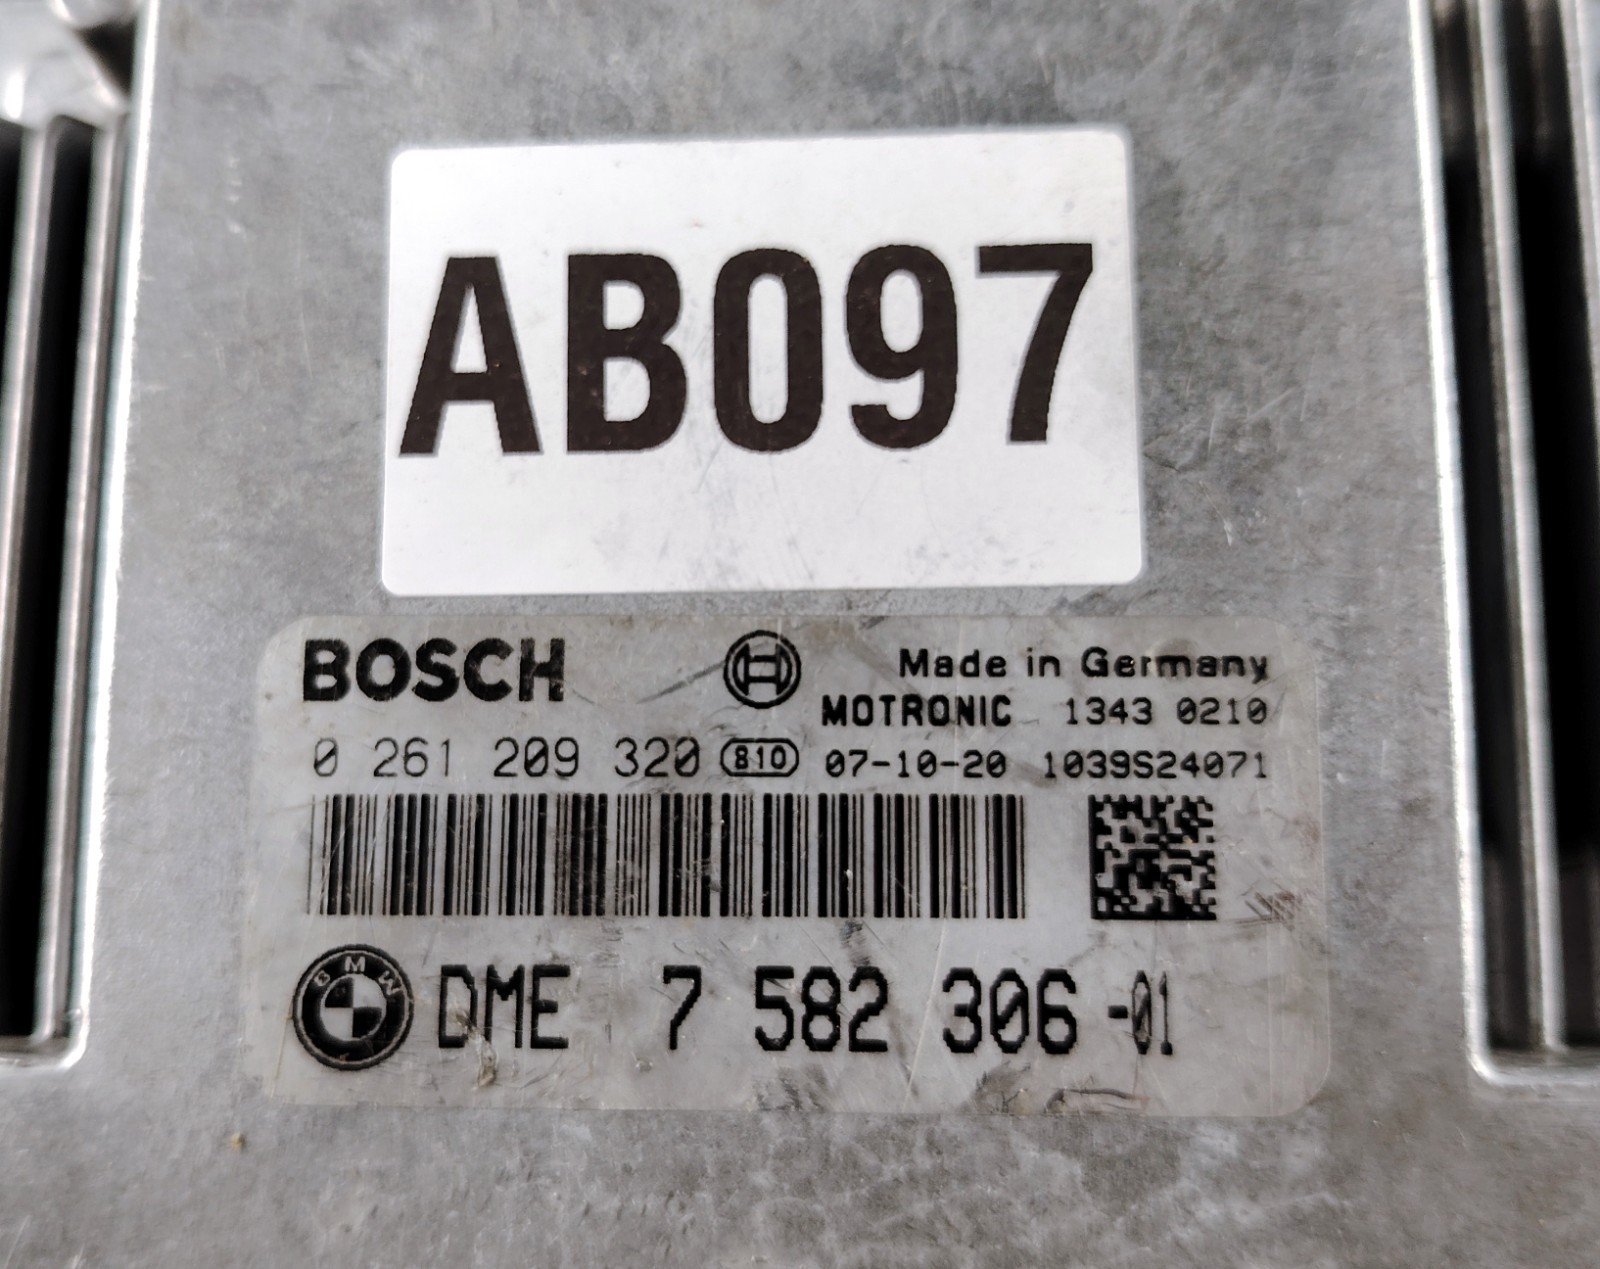 AB097
BOSCH
Made in Germany
MOTRONIC 1343 0210
0 261 209 320 810 07-10-20 1039S24071
BMW DME 7 582 306 -01